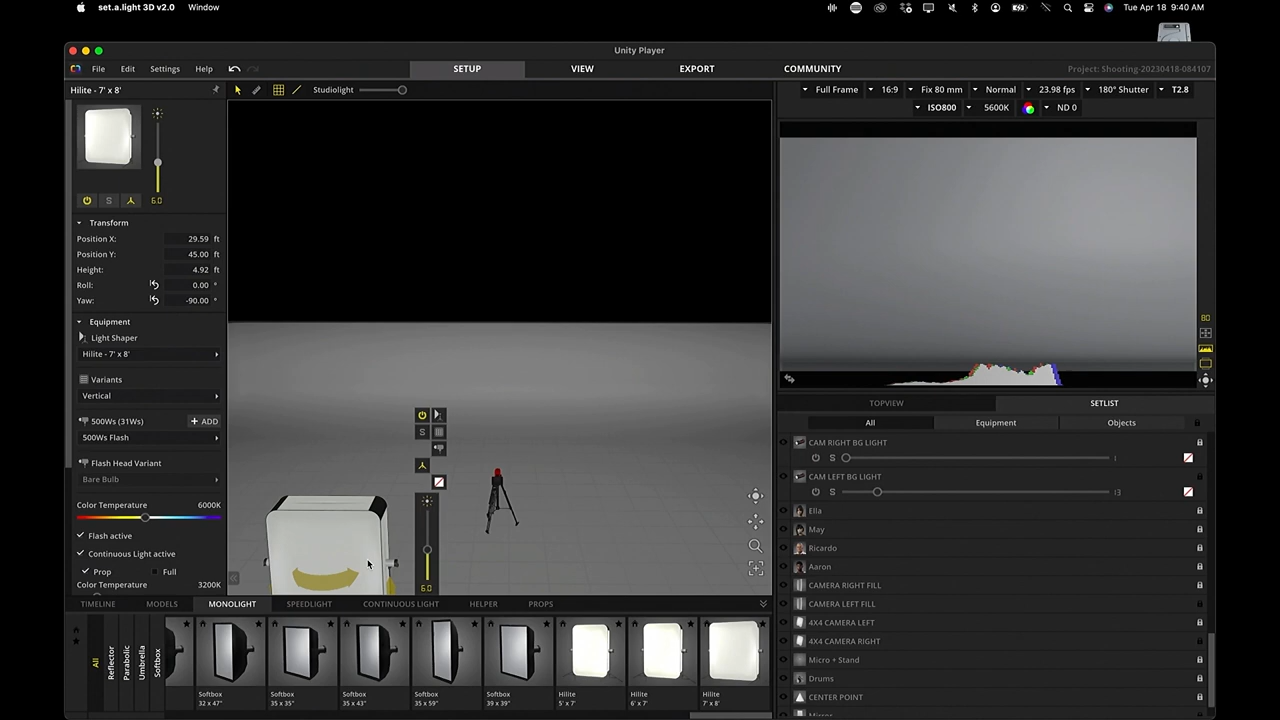 set.a.light 3D v2.0 Window Tue Apr 18 9:40 AM
Unity Player
File Edit Settings Help SETUP VIEW EXPORT COMMUNITY Project: Shooting-20230418-084107
Hilite - 7' x 8' Studiolight Full Frame 16:9 Fix 80 mm Normal 23.98 fps 180° Shutter T2.8
ISO800 5600K ND 0
S 6.0
Transform
Position X: 29.59 ft
Position Y: 45.00 ft
Height: 4.92 ft
Roll: 0.00 °
Yaw: -90.00 °
80
Equipment
Light Shaper
Hilite - 7' x 8'
Variants
Vertical
500Ws (31Ws) + ADD
500Ws Flash
Flash Head Variant
Bare Bulb
Color Temperature 6000K
Flash active
Continuous Light active
Prop Full
Color Temperature 3200K
S
6.0
TOPVIEW SETLIST
All Equipment Objects
CAM RIGHT BG LIGHT
S
CAM LEFT BG LIGHT
S 13
Ella
May
Ricardo
Aaron
CAMERA RIGHT FILL
CAMERA LEFT FILL
4X4 CAMERA LEFT
4X4 CAMERA RIGHT
Micro + Stand
Drums
CENTER POINT
Mirror
TIMELINE MODELS MONOLIGHT SPEEDLIGHT CONTINUOUS LIGHT HELPER PROPS
All Reflector Parabolic Umbrella Softbox
Softbox Softbox Softbox Softbox Softbox Hilite Hilite Hilite
32 x 47" 35 x 35" 35 x 43" 35 x 59" 39 x 39" 5' x 7' 6' x 7' 7' x 8'